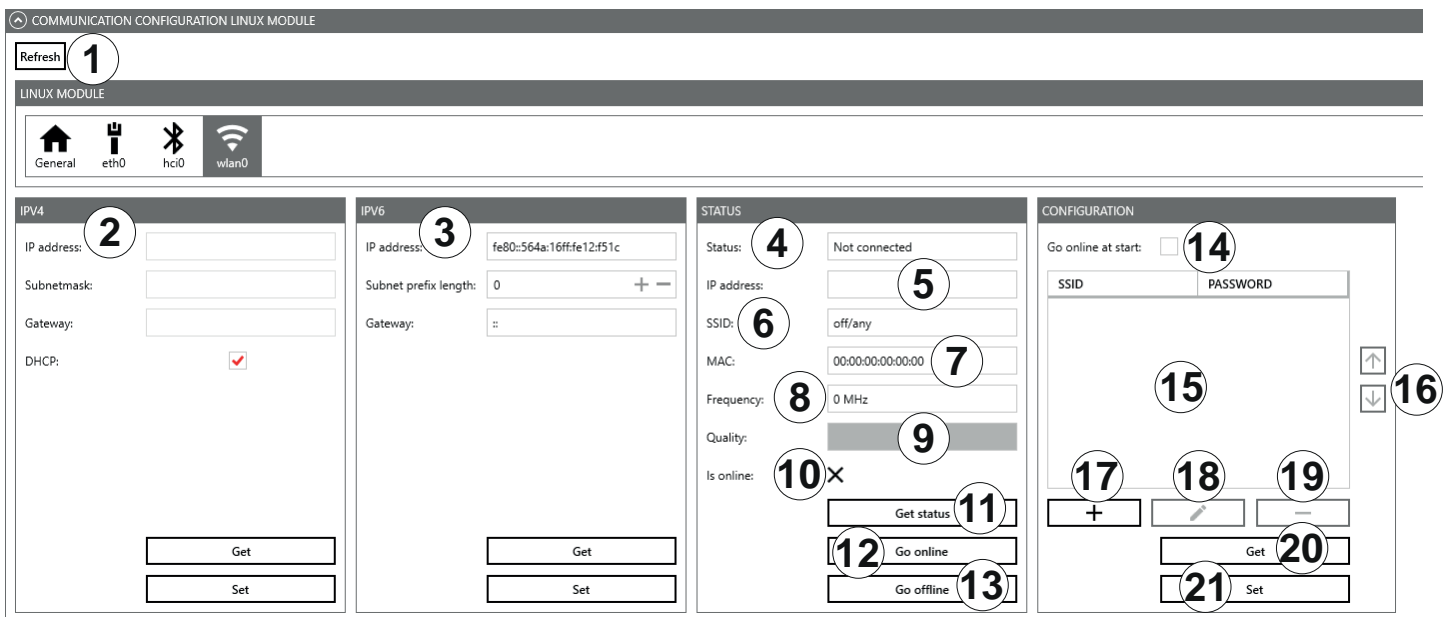 COMMUNICATION CONFIGURATION LINUX MODULE
Refresh
1
LINUX MODULE
General
eth0
hci0
wlan0
IPV4
2
IP address:
Subnetmask:
Gateway:
DHCP:
Get
Set
IPV6
3
IP address:
fe80::564a:16ff:fe12:f51c
Subnet prefix length:
0
Gateway:
::
Get
Set
STATUS
Status:
4
Not connected
IP address:
5
SSID:
6
off/any
MAC:
00:00:00:00:00:00
7
Frequency:
8
0 MHz
Quality:
9
Is online:
10
Get status
11
12
Go online
Go offline
13
CONFIGURATION
Go online at start:
14
SSID
PASSWORD
15
16
17
18
19
Get
20
21
Set